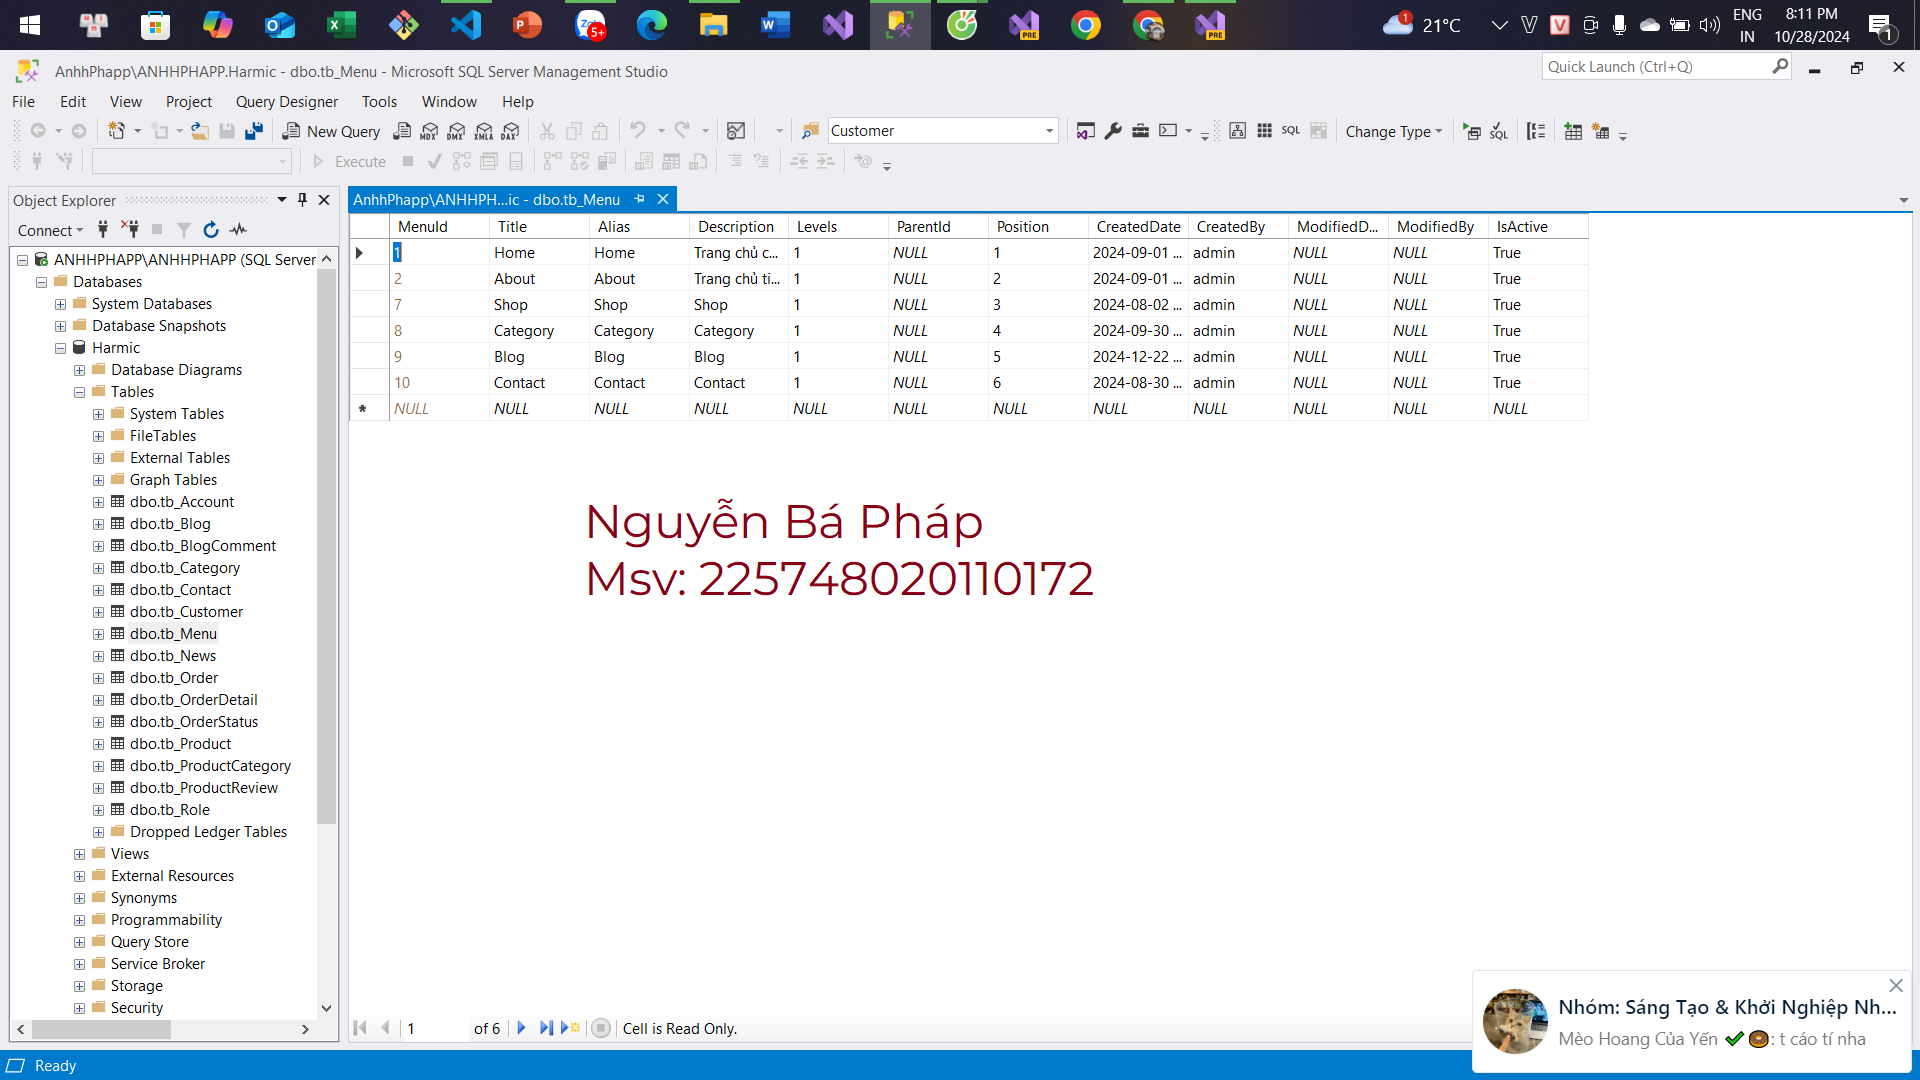 ENG
IN
8:11 PM
10/28/2024
21°C
1
1
5+
AnhhPhapp\ANHHPHAPP.Harmic - dbo.tb_Menu - Microsoft SQL Server Management Studio
Quick Launch (Ctrl+Q)
File Edit View Project Query Designer Tools Window Help
New Query MDX DMX XMLA DAX Customer SQL Change Type
Execute
Object Explorer
AnhhPhapp\ANHHPH...ic - dbo.tb_Menu
Connect
MenuId Title Alias Description Levels ParentId Position CreatedDate CreatedBy ModifiedD... ModifiedBy IsActive
1 Home Home Trang chủ c... 1 NULL 1 2024-09-01 ... admin NULL NULL True
2 About About Trang chủ ti... 1 NULL 2 2024-09-01 ... admin NULL NULL True
7 Shop Shop Shop 1 NULL 3 2024-08-02 ... admin NULL NULL True
8 Category Category Category 1 NULL 4 2024-09-30 ... admin NULL NULL True
9 Blog Blog Blog 1 NULL 5 2024-12-22 ... admin NULL NULL True
10 Contact Contact Contact 1 NULL 6 2024-08-30 ... admin NULL NULL True
NULL NULL NULL NULL NULL NULL NULL NULL NULL NULL NULL NULL
ANHHPHAPP\ANHHPHAPP (SQL Server
Databases
System Databases
Database Snapshots
Harmic
Database Diagrams
Tables
System Tables
FileTables
External Tables
Graph Tables
dbo.tb_Account
dbo.tb_Blog
dbo.tb_BlogComment
dbo.tb_Category
dbo.tb_Contact
dbo.tb_Customer
dbo.tb_Menu
dbo.tb_News
dbo.tb_Order
dbo.tb_OrderDetail
dbo.tb_OrderStatus
dbo.tb_Product
dbo.tb_ProductCategory
dbo.tb_ProductReview
dbo.tb_Role
Dropped Ledger Tables
Views
External Resources
Synonyms
Programmability
Query Store
Service Broker
Storage
Security
Nguyễn Bá Pháp
Msv: 225748020110172
1 of 6 Cell is Read Only.
Nhóm: Sáng Tạo & Khởi Nghiệp Nh...
Mèo Hoang Của Yến ✔️ 🍩: t cáo tí nha
Ready